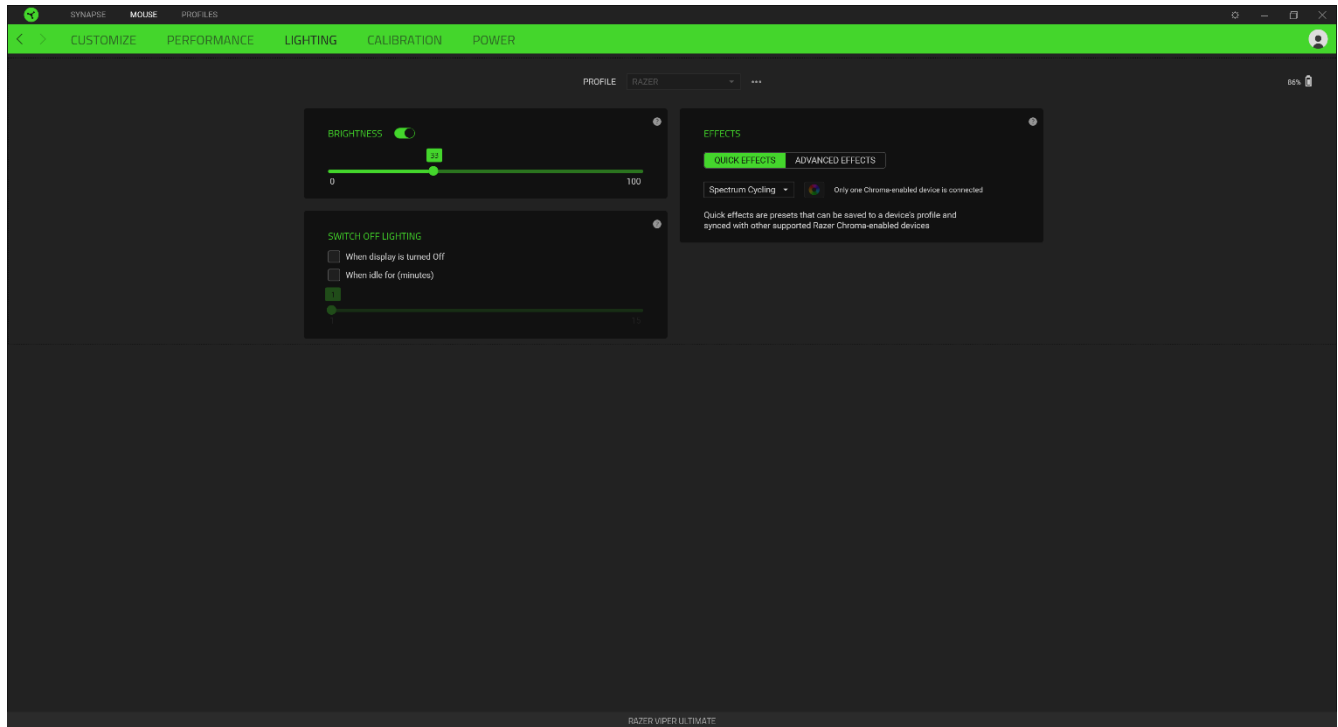 SYNAPSE MOUSE PROFILES
CUSTOMIZE PERFORMANCE LIGHTING CALIBRATION POWER
PROFILE RAZER
86%
BRIGHTNESS
33
0 100
SWITCH OFF LIGHTING
When display is turned Off
When idle for (minutes)
1
1 15
EFFECTS
QUICK EFFECTS ADVANCED EFFECTS
Spectrum Cycling Only one Chroma-enabled device is connected
Quick effects are presets that can be saved to a device's profile and
synced with other supported Razer Chroma-enabled devices
RAZER VIPER ULTIMATE